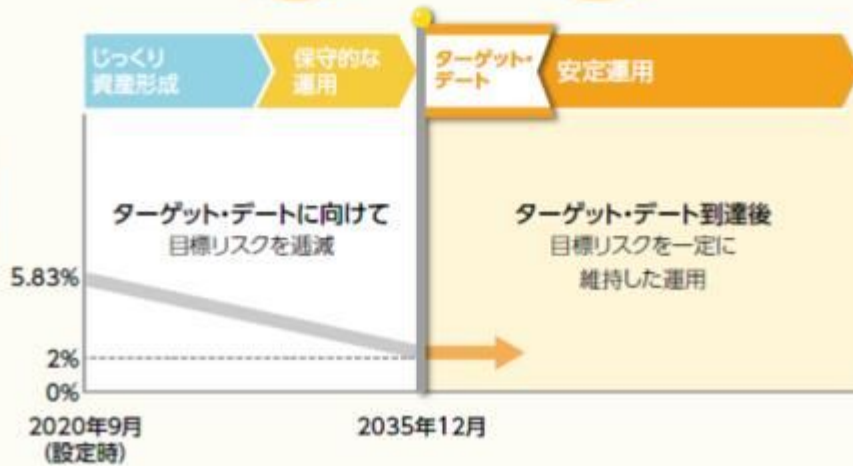 じっくり
資産形成
保守的な
運用
ターゲット・
デート
安定運用
ターゲット・デートに向けて
目標リスクを逓減
ターゲット・デート到達後
目標リスクを一定に
維持した運用
5.83%
2%
0%
2020年9月
(設定時)
2035年12月